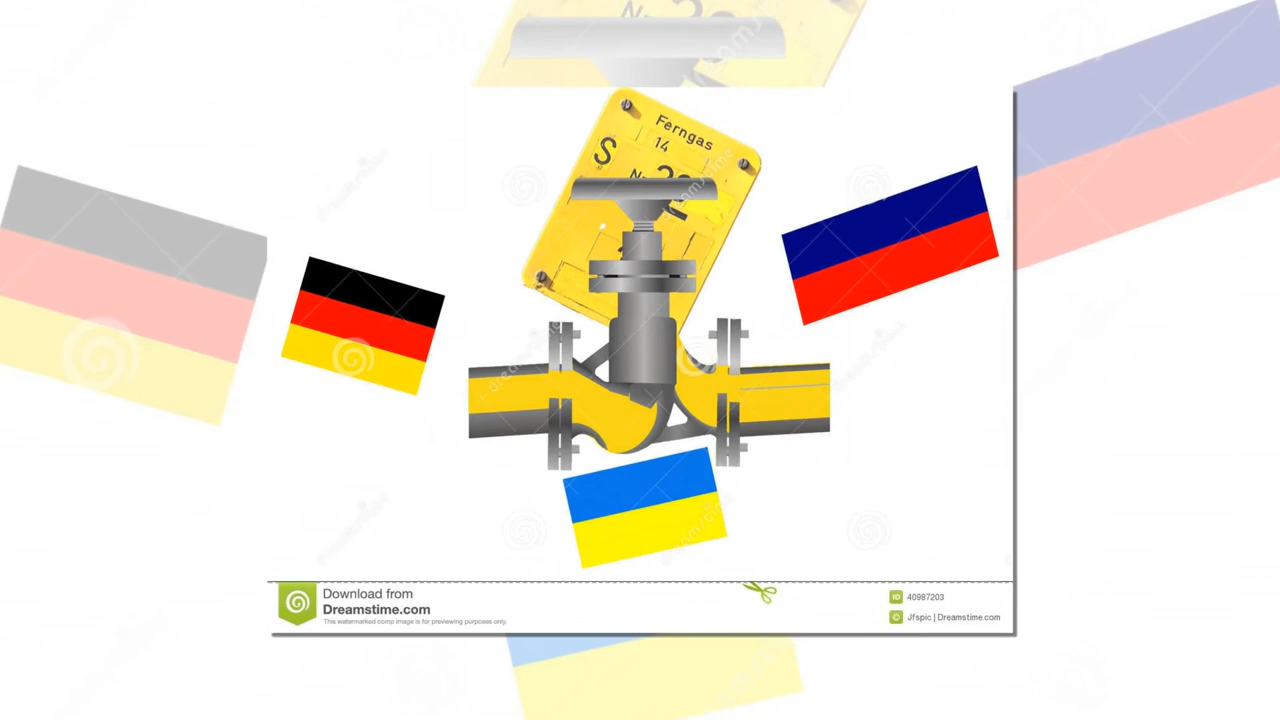 Ferngas
14
S
Nr
Download from
Dreamstime.com
This watermarked comp image is for previewing purposes only.
ID 40987203
© Jfspic | Dreamstime.com